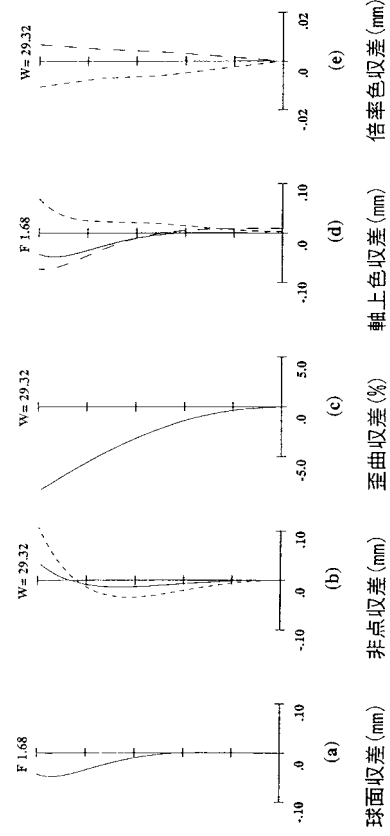 F 1.68
-.10 .0 .10
(a)
球面収差(mm)
W= 29.32
-.10 .0 .10
(b)
非点収差(mm)
W= 29.32
-5.0 5.0
(c)
歪曲収差(%)
F 1.68
-.10 .0 .10
(d)
軸上色収差(mm)
W= 29.32
-.02 .0 .02
(e)
倍率色収差(mm)